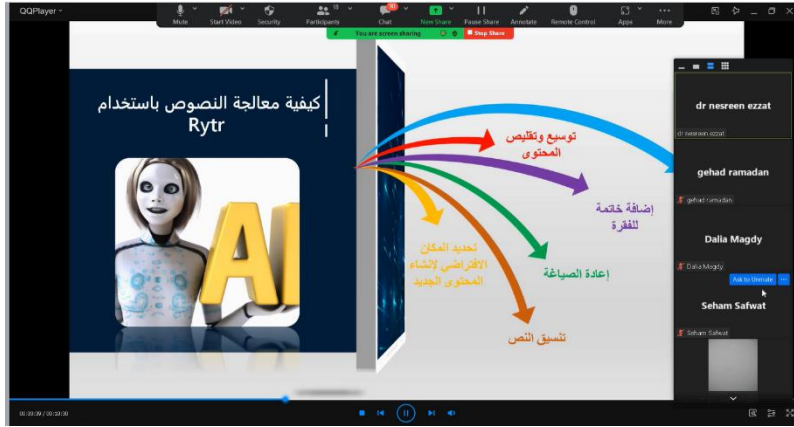 QQPlayer
Mute
Start Video
Security
Participants
18
Chat
New Share
Pause Share
Annotate
Remote Control
Apps
More
You are screen sharing
Stop Share
كيفية معالجة النصوص باستخدام
Rytr
AI
توسيع وتقليص
المحتوى
إضافة خاتمة
للفقرة
تحديد المكان
الافتراضي لإنشاء
المحتوى الجديد
إعادة الصياغة
تنسيق النص
dr nesreen ezzat
dr nesreen ezzat
gehad ramadan
gehad ramadan
Dalia Magdy
Dalia Magdy
Ask to Unmute
Seham Safwat
Seham Safwat